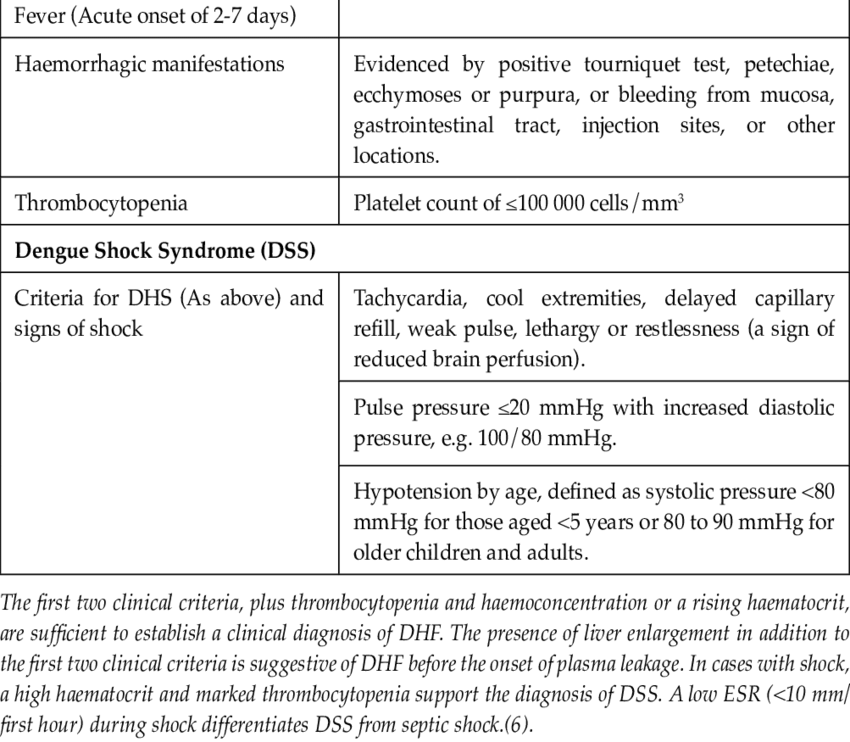 Fever (Acute onset of 2-7 days)
Haemorrhagic manifestations
Evidenced by positive tourniquet test, petechiae,
ecchymoses or purpura, or bleeding from mucosa,
gastrointestinal tract, injection sites, or other
locations.
Thrombocytopenia
Platelet count of ≤100 000 cells/mm³
Dengue Shock Syndrome (DSS)
Criteria for DHS (As above) and
signs of shock
Tachycardia, cool extremities, delayed capillary
refill, weak pulse, lethargy or restlessness (a sign of
reduced brain perfusion).
Pulse pressure ≤20 mmHg with increased diastolic
pressure, e.g. 100/80 mmHg.
Hypotension by age, defined as systolic pressure <80
mmHg for those aged <5 years or 80 to 90 mmHg for
older children and adults.
The first two clinical criteria, plus thrombocytopenia and haemoconcentration or a rising haematocrit,
are sufficient to establish a clinical diagnosis of DHF. The presence of liver enlargement in addition to
the first two clinical criteria is suggestive of DHF before the onset of plasma leakage. In cases with shock,
a high haematocrit and marked thrombocytopenia support the diagnosis of DSS. A low ESR (<10 mm/
first hour) during shock differentiates DSS from septic shock.(6).